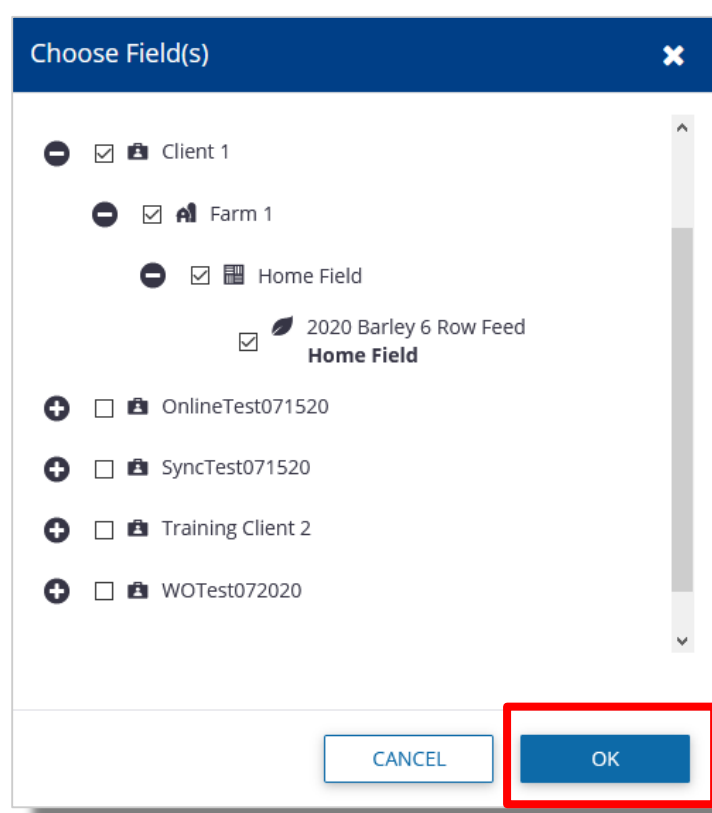 Choose Field(s)
Client 1
Farm 1
Home Field
2020 Barley 6 Row Feed
Home Field
OnlineTest071520
SyncTest071520
Training Client 2
WOTest072020
CANCEL
OK